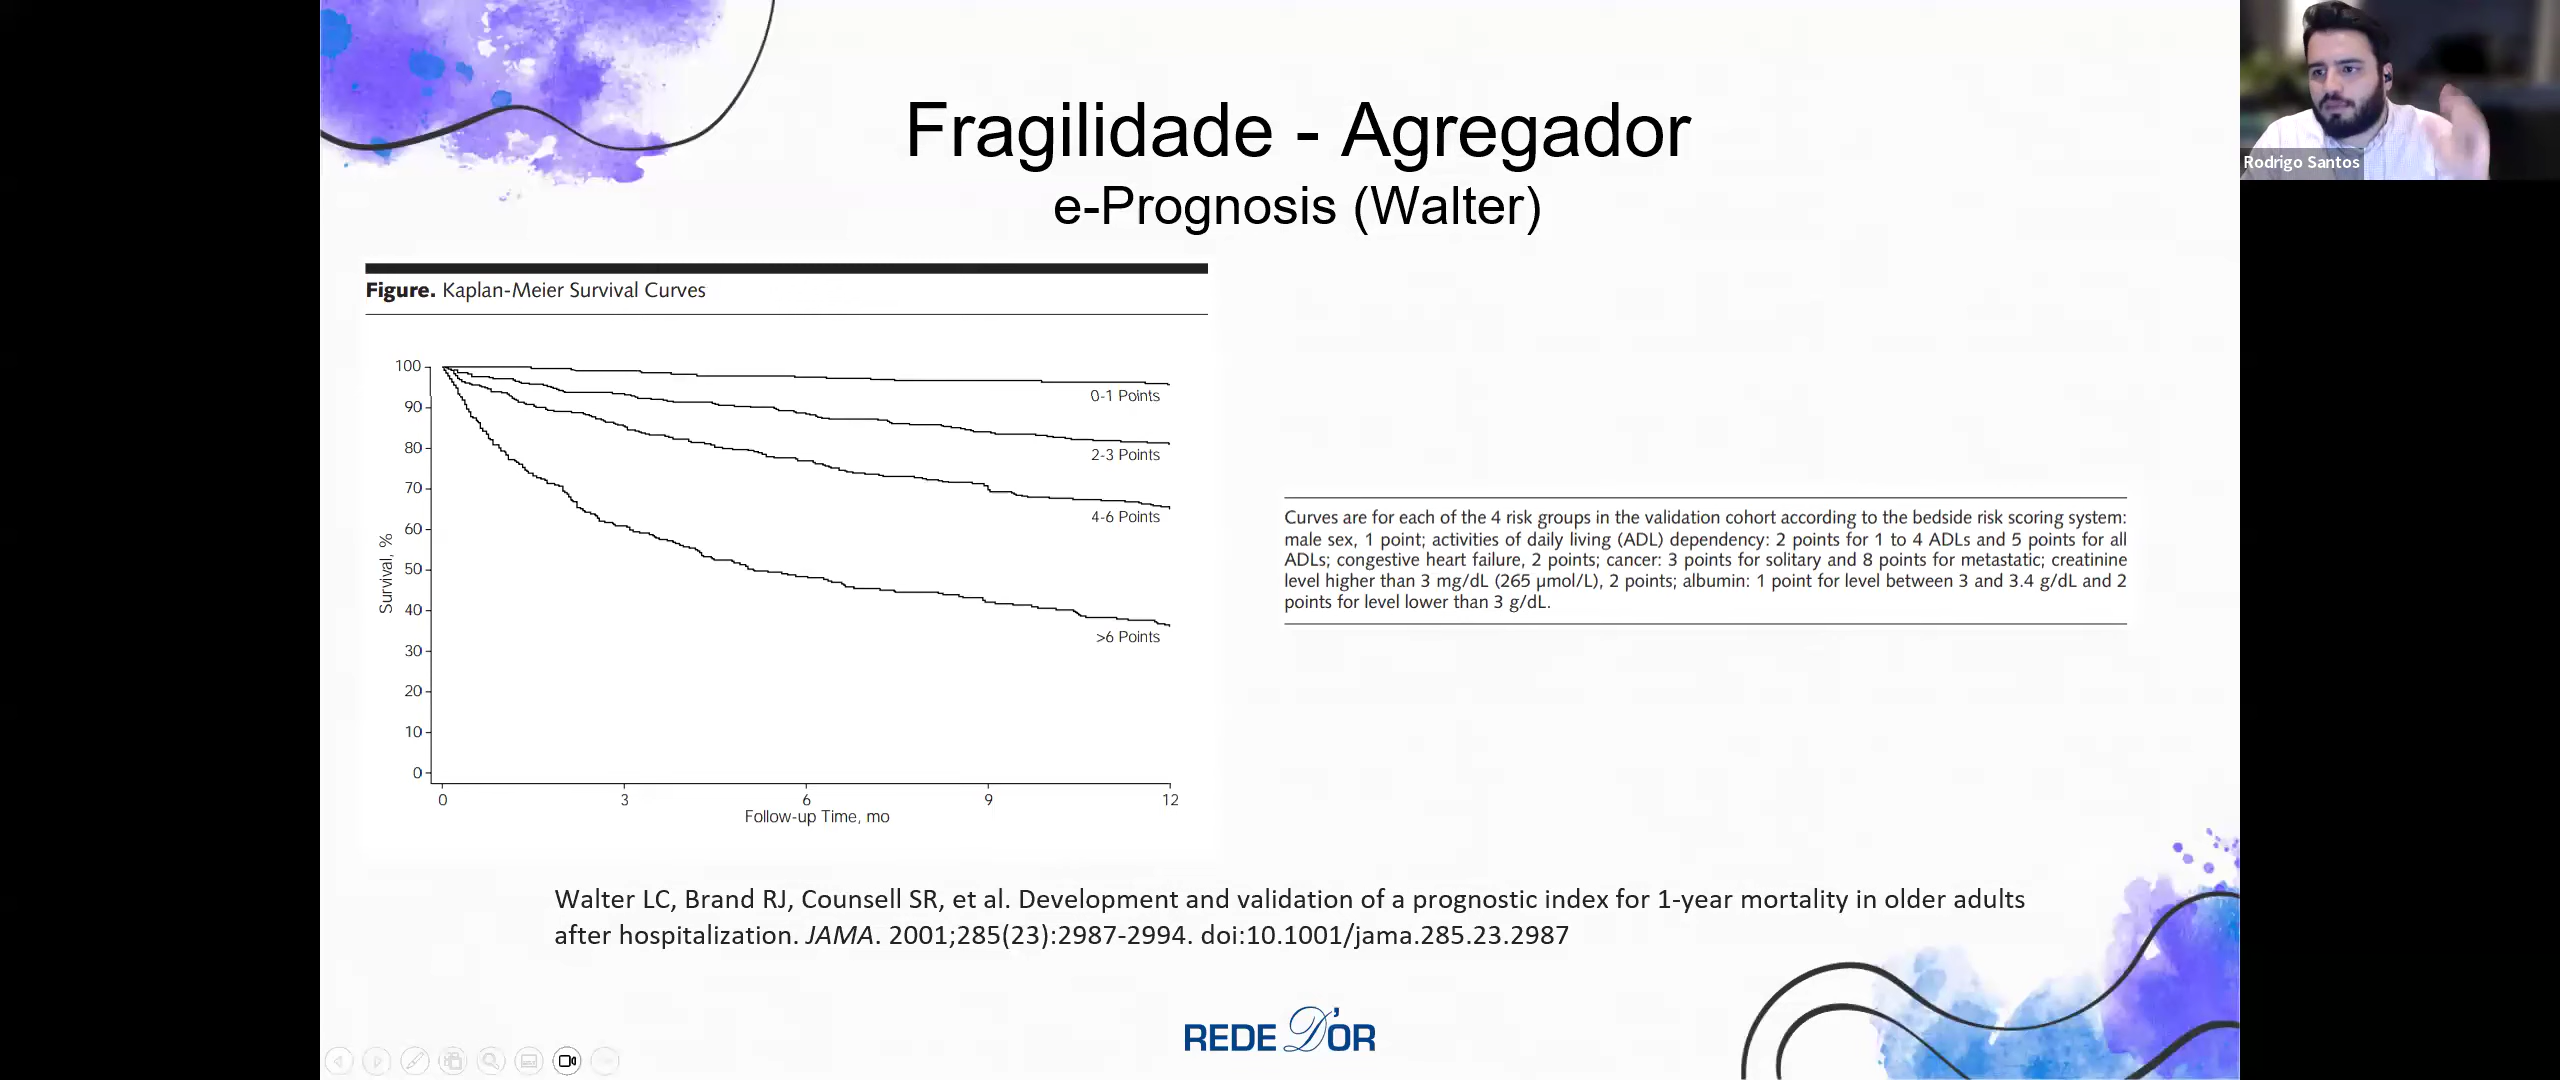 Fragilidade - Agregador
e-Prognosis (Walter)
Rodrigo Santos
Figure. Kaplan-Meier Survival Curves
100
90
80
70
60
50
40
30
20
10
0
Survival, %
0-1 Points
2-3 Points
4-6 Points
>6 Points
0 3 6 9 12
Follow-up Time, mo
Curves are for each of the 4 risk groups in the validation cohort according to the bedside risk scoring system:
male sex, 1 point; activities of daily living (ADL) dependency: 2 points for 1 to 4 ADLs and 5 points for all
ADLs; congestive heart failure, 2 points; cancer: 3 points for solitary and 8 points for metastatic; creatinine
level higher than 3 mg/dL (265 µmol/L), 2 points; albumin: 1 point for level between 3 and 3.4 g/dL and 2
points for level lower than 3 g/dL.
Walter LC, Brand RJ, Counsell SR, et al. Development and validation of a prognostic index for 1-year mortality in older adults
after hospitalization. JAMA. 2001;285(23):2987-2994. doi:10.1001/jama.285.23.2987
REDE D'OR